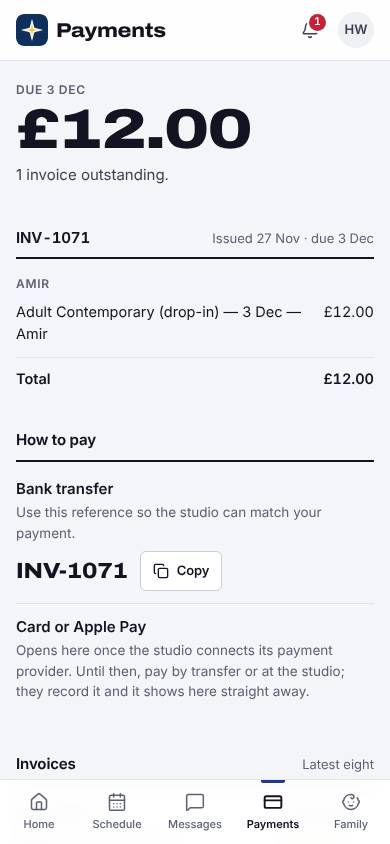 Payments
1
HW
DUE 3 DEC
£12.00
1 invoice outstanding.
INV-1071
Issued 27 Nov · due 3 Dec
AMIR
Adult Contemporary (drop-in) — 3 Dec — £12.00
Amir
Total £12.00
How to pay
Bank transfer
Use this reference so the studio can match your
payment.
INV-1071
Copy
Card or Apple Pay
Opens here once the studio connects its payment
provider. Until then, pay by transfer or at the studio;
they record it and it shows here straight away.
Invoices
Latest eight
Home
Schedule
Messages
Payments
Family